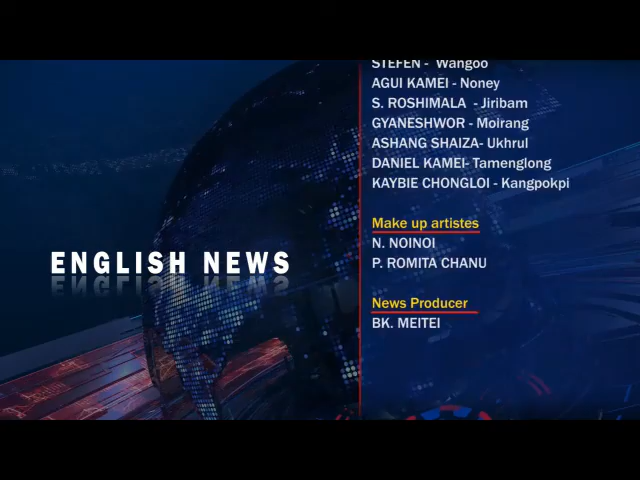 STEFEN - Wangoo
AGUI KAMEI - Noney
S. ROSHIMALA - Jiribam
GYANESHWOR - Moirang
ASHANG SHAIZA- Ukhrul
DANIEL KAMEI- Tamenglong
KAYBIE CHONGLOI - Kangpokpi
Make up artistes
N. NOINOI
P. ROMITA CHANU
ENGLISH NEWS
News Producer
BK. MEITEI